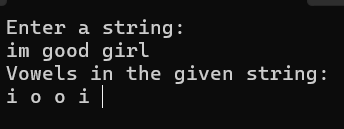 Enter a string:
im good girl
Vowels in the given string:
i o o i